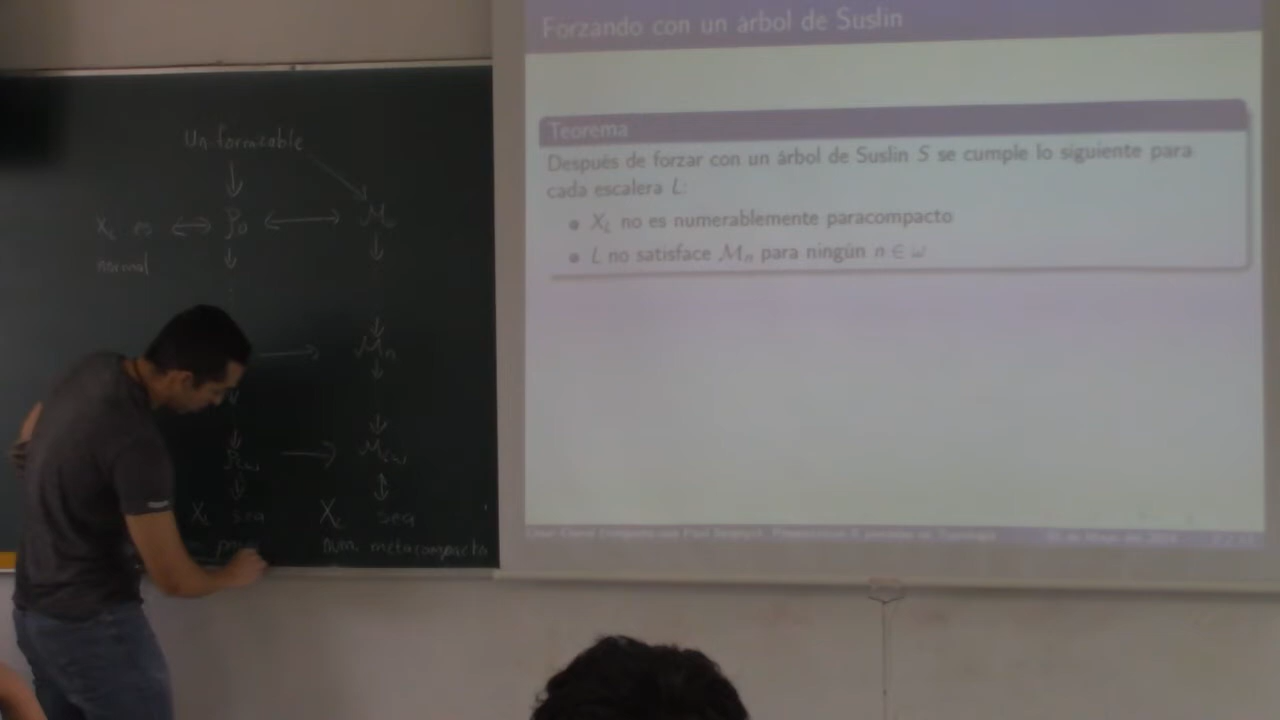 Uniformizable
X_L es ⟷ P_0 ⟷ M_0
normal
M_n
M_<ω
X_L sea X_L sea
num. metacompacto
Forzando con un árbol de Suslin
Teorema
Después de forzar con un árbol de Suslin S se cumple lo siguiente para
cada escalera L:
• X_L no es numerablemente paracompacto
• L no satisface M_n para ningún n ∈ ω